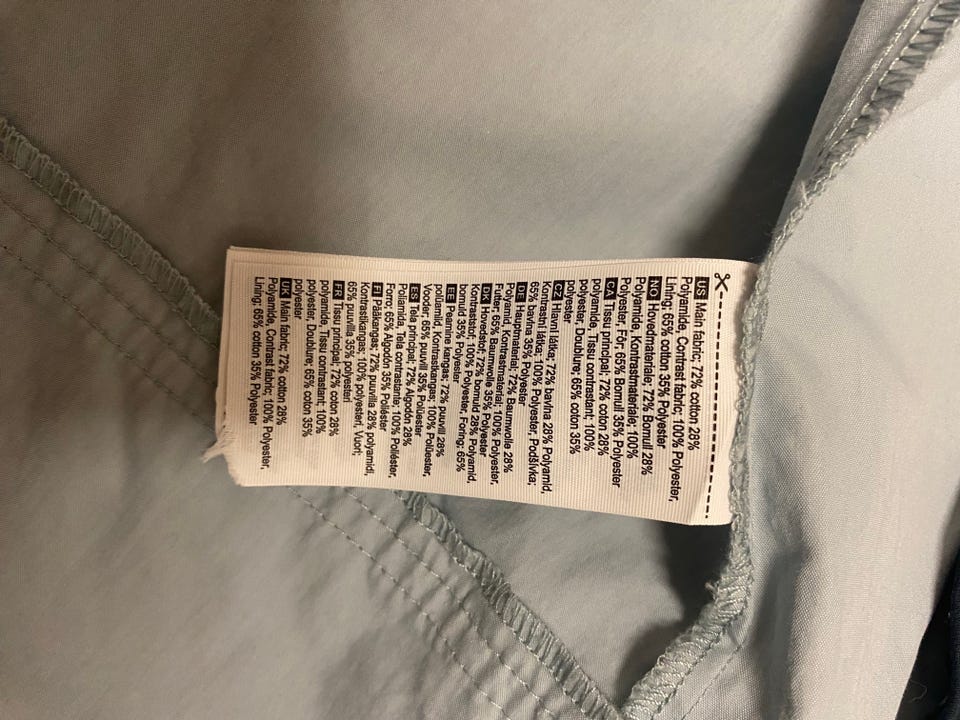 US Main fabric; 72% cotton 28%
Polyamide, Contrast fabric; 100% Polyester,
Lining; 65% cotton 35% Polyester
NO Hovedmateriale; 72% Bomull 28%
Polyamide, Kontrastmateriale; 100%
Polyester, Fôr; 65% Bomull 35% Polyester
CA Tissu principal; 72% coton 28%
polyamide, Tissu contrastant; 100%
polyester, Doublure; 65% coton 35%
polyester
CZ Hlavní látka; 72% bavlna 28% Polyamid,
Kontrastní látka; 100% Polyester, Podšívka;
65% bavlna 35% Polyester
DE Hauptmaterial; 72% Baumwolle 28%
Polyamid, Kontrastmaterial; 100% Polyester,
Futter; 65% Baumwolle 35% Polyester
DK Hovedstof; 72% bomuld 28% Polyamid,
Kontraststof; 100% Polyester, Foring; 65%
bomuld 35% Polyester
EE Peamine kangas; 72% puuvill 28%
polüamid, Kontrastkangas; 100% Polüester,
Vooder; 65% puuvill 35% Polüester
ES Tela principal; 72% Algodón 28%
Poliamida, Tela contrastante; 100% Poliéster,
Forro; 65% Algodón 35% Poliéster
FI Pääkangas; 72% puuvilla 28% polyamidi,
Kontrastikangas; 100% polyesteri, Vuori;
65% puuvilla 35% polyesteri
FR Tissu principal; 72% coton 28%
polyamide, Tissu contrastant; 100%
polyester, Doublure; 65% coton 35%
polyester
UK Main fabric; 72% cotton 28%
Polyamide, Contrast fabric; 100% Polyester,
Lining; 65% cotton 35% Polyester